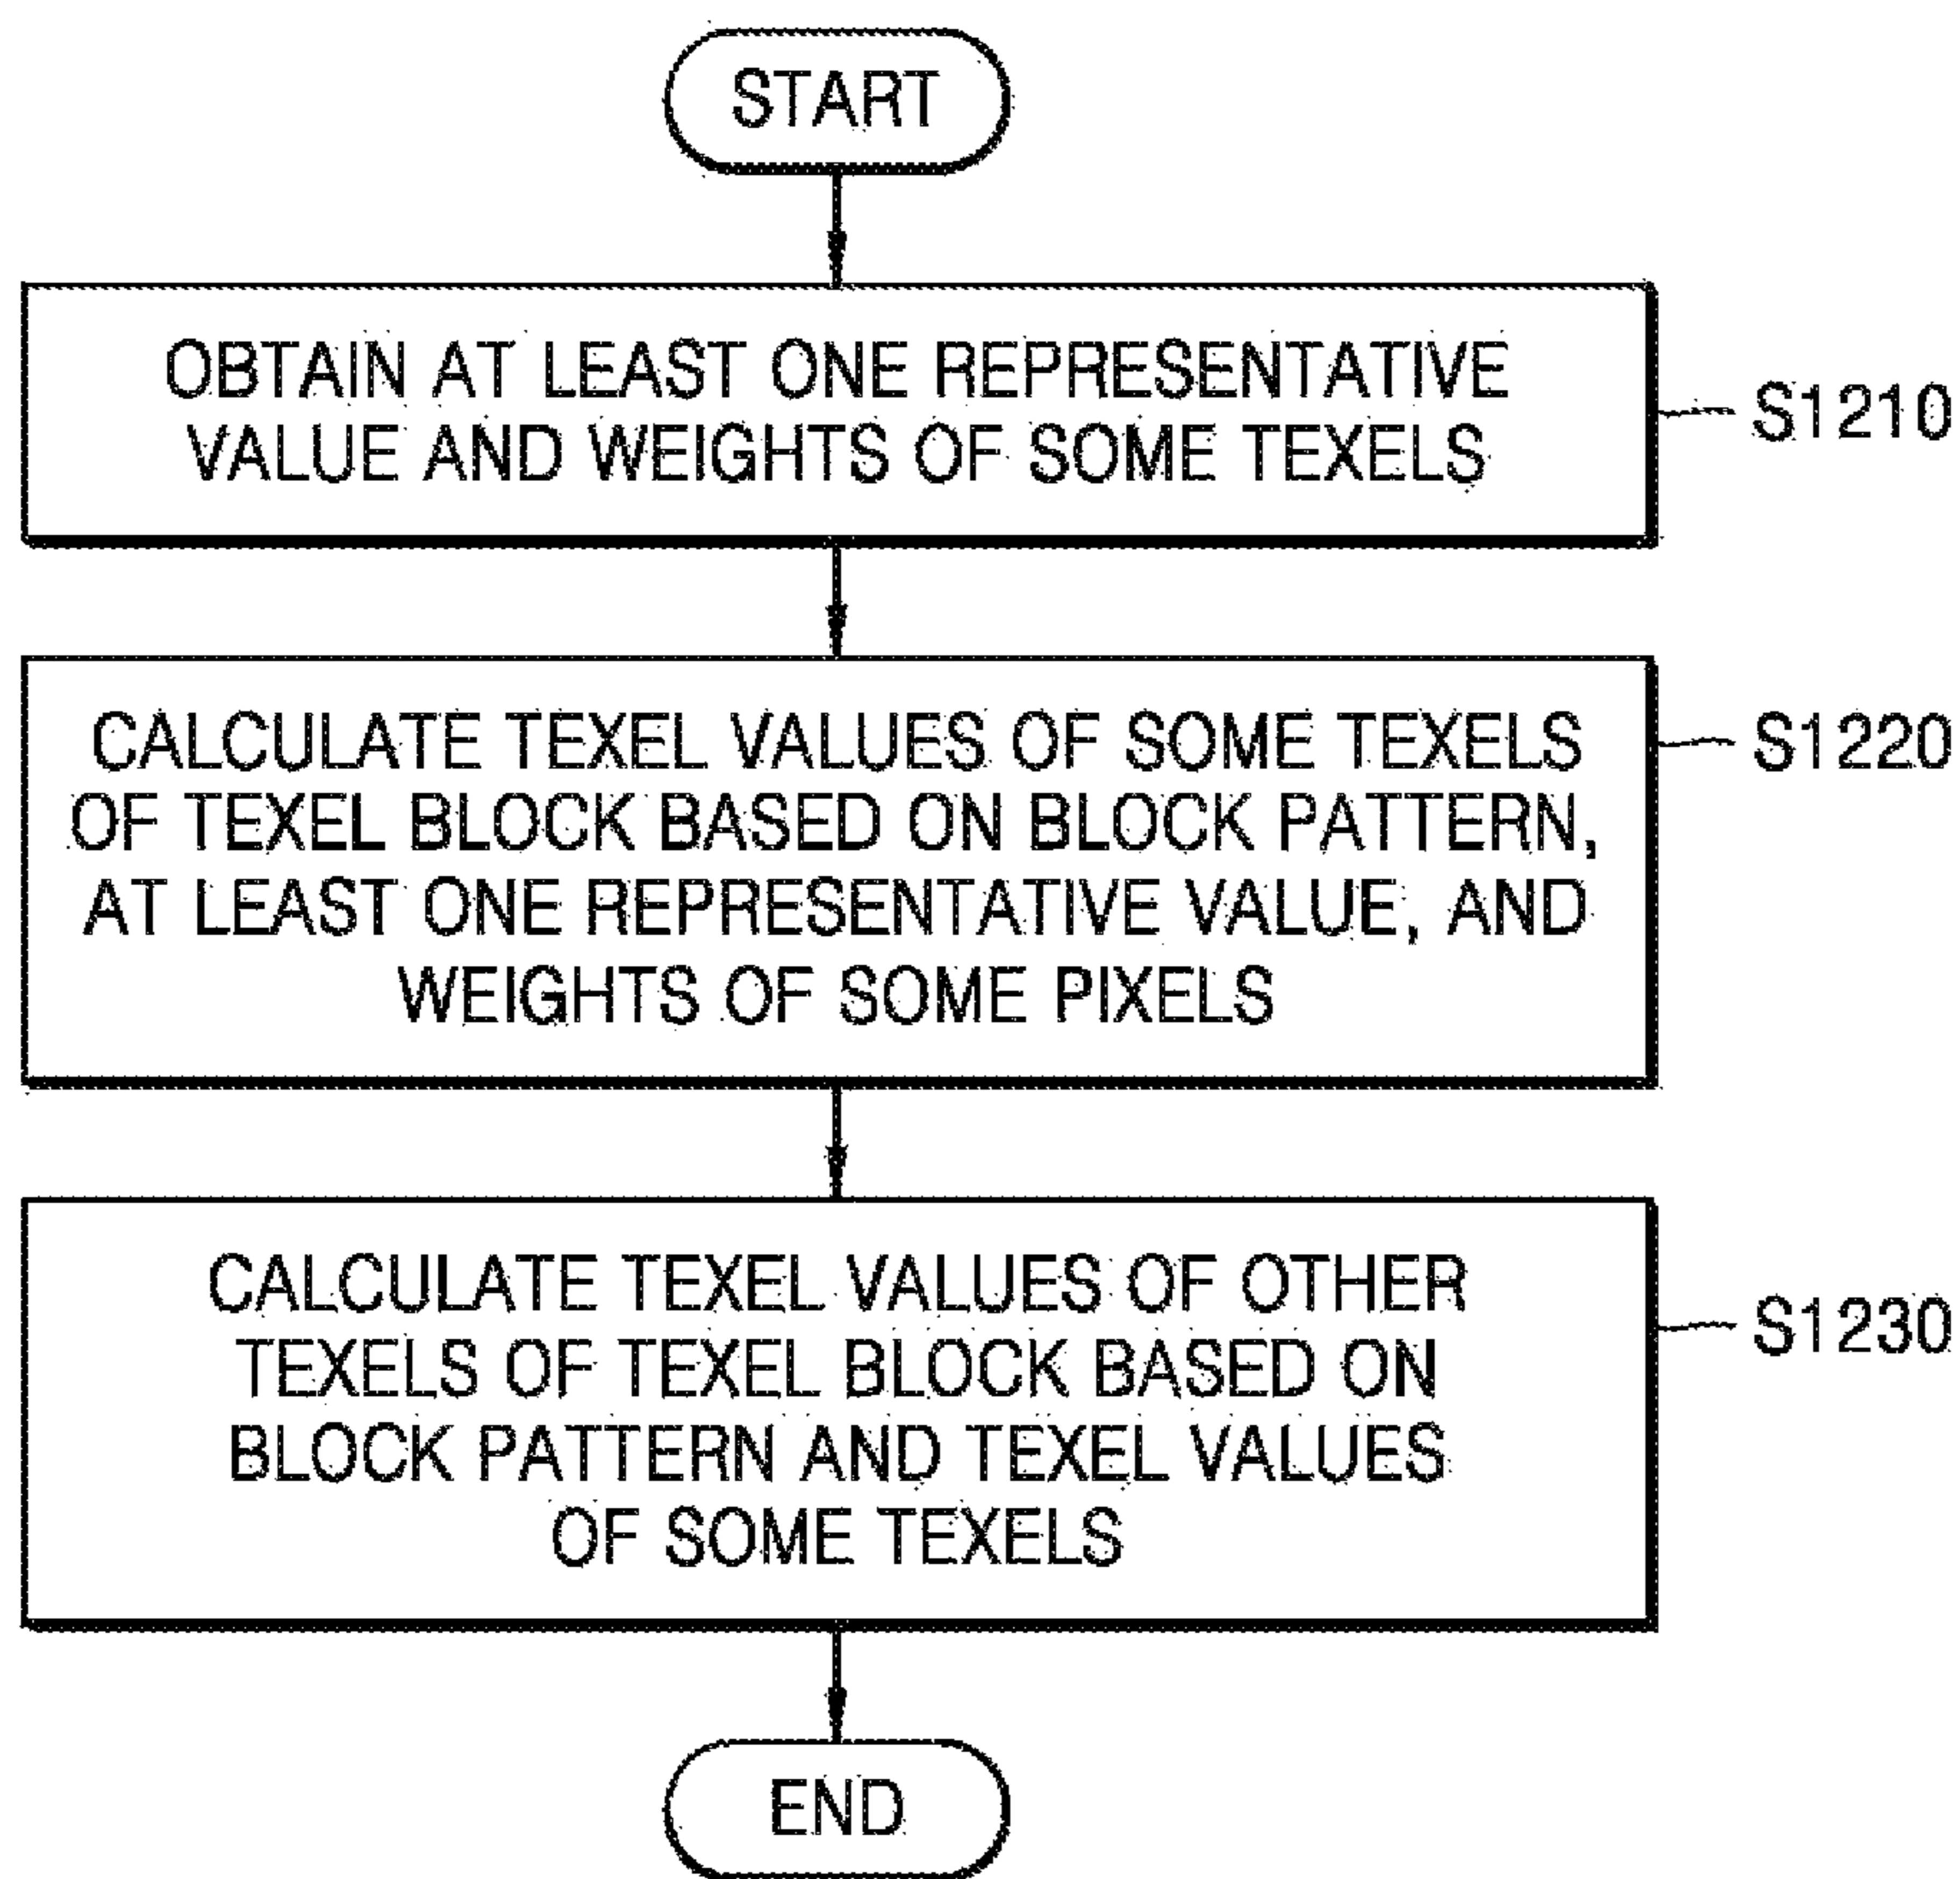 START
OBTAIN AT LEAST ONE REPRESENTATIVE
VALUE AND WEIGHTS OF SOME TEXELS
S1210
CALCULATE TEXEL VALUES OF SOME TEXELS
OF TEXEL BLOCK BASED ON BLOCK PATTERN,
AT LEAST ONE REPRESENTATIVE VALUE, AND
WEIGHTS OF SOME PIXELS
S1220
CALCULATE TEXEL VALUES OF OTHER
TEXELS OF TEXEL BLOCK BASED ON
BLOCK PATTERN AND TEXEL VALUES
OF SOME TEXELS
S1230
END